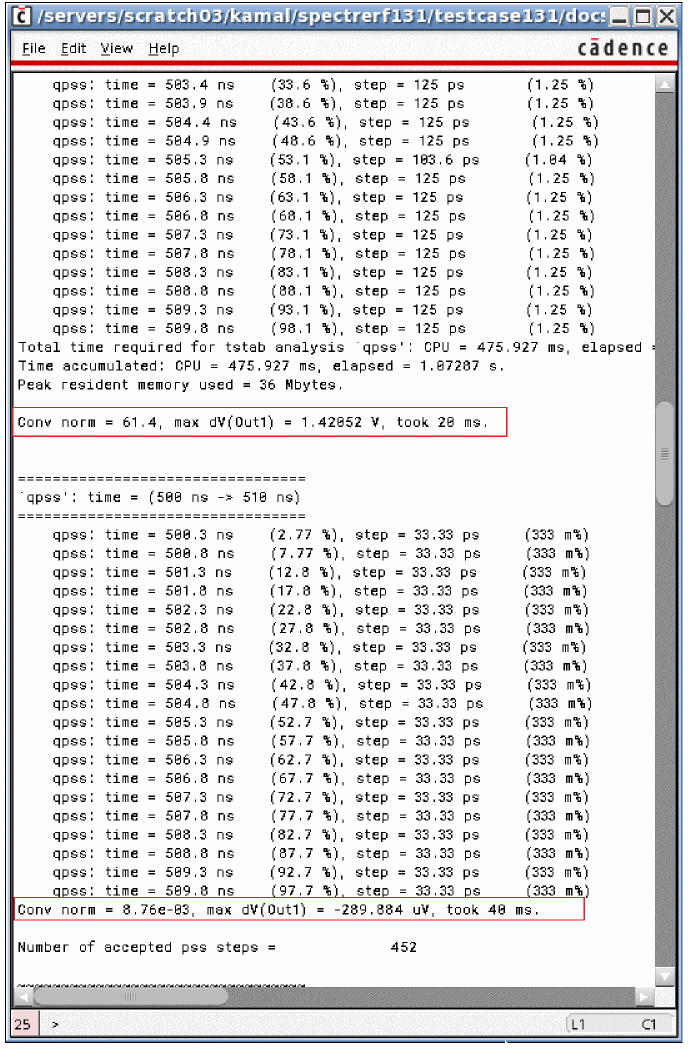 /servers/scratch03/kamal/spectrerf131/testcase131/doc
File Edit View Help
cādence
qpss: time = 503.4 ns (33.6 %), step = 125 ps (1.25 %)
qpss: time = 503.9 ns (38.6 %), step = 125 ps (1.25 %)
qpss: time = 504.4 ns (43.6 %), step = 125 ps (1.25 %)
qpss: time = 504.9 ns (48.6 %), step = 125 ps (1.25 %)
qpss: time = 505.3 ns (53.1 %), step = 103.6 ps (1.04 %)
qpss: time = 505.8 ns (58.1 %), step = 125 ps (1.25 %)
qpss: time = 506.3 ns (63.1 %), step = 125 ps (1.25 %)
qpss: time = 506.8 ns (68.1 %), step = 125 ps (1.25 %)
qpss: time = 507.3 ns (73.1 %), step = 125 ps (1.25 %)
qpss: time = 507.8 ns (78.1 %), step = 125 ps (1.25 %)
qpss: time = 508.3 ns (83.1 %), step = 125 ps (1.25 %)
qpss: time = 508.8 ns (88.1 %), step = 125 ps (1.25 %)
qpss: time = 509.3 ns (93.1 %), step = 125 ps (1.25 %)
qpss: time = 509.8 ns (98.1 %), step = 125 ps (1.25 %)
Total time required for tstab analysis `qpss': CPU = 475.927 ms, elapsed =
Time accumulated: CPU = 475.927 ms, elapsed = 1.07287 s.
Peak resident memory used = 36 Mbytes.
Conv norm = 61.4, max dV(Out1) = 1.42052 V, took 20 ms.
==================================
`qpss': time = (500 ns -> 510 ns)
==================================
qpss: time = 500.3 ns (2.77 %), step = 33.33 ps (333 m%)
qpss: time = 500.8 ns (7.77 %), step = 33.33 ps (333 m%)
qpss: time = 501.3 ns (12.8 %), step = 33.33 ps (333 m%)
qpss: time = 501.8 ns (17.8 %), step = 33.33 ps (333 m%)
qpss: time = 502.3 ns (22.8 %), step = 33.33 ps (333 m%)
qpss: time = 502.8 ns (27.8 %), step = 33.33 ps (333 m%)
qpss: time = 503.3 ns (32.8 %), step = 33.33 ps (333 m%)
qpss: time = 503.8 ns (37.8 %), step = 33.33 ps (333 m%)
qpss: time = 504.3 ns (42.8 %), step = 33.33 ps (333 m%)
qpss: time = 504.8 ns (47.8 %), step = 33.33 ps (333 m%)
qpss: time = 505.3 ns (52.7 %), step = 33.33 ps (333 m%)
qpss: time = 505.8 ns (57.7 %), step = 33.33 ps (333 m%)
qpss: time = 506.3 ns (62.7 %), step = 33.33 ps (333 m%)
qpss: time = 506.8 ns (67.7 %), step = 33.33 ps (333 m%)
qpss: time = 507.3 ns (72.7 %), step = 33.33 ps (333 m%)
qpss: time = 507.8 ns (77.7 %), step = 33.33 ps (333 m%)
qpss: time = 508.3 ns (82.7 %), step = 33.33 ps (333 m%)
qpss: time = 508.8 ns (87.7 %), step = 33.33 ps (333 m%)
qpss: time = 509.3 ns (92.7 %), step = 33.33 ps (333 m%)
qpss: time = 509.8 ns (97.7 %), step = 33.33 ps (333 m%)
Conv norm = 8.76e-03, max dV(Out1) = -289.884 uV, took 40 ms.
Number of accepted pss steps = 452
25 > L1 C1